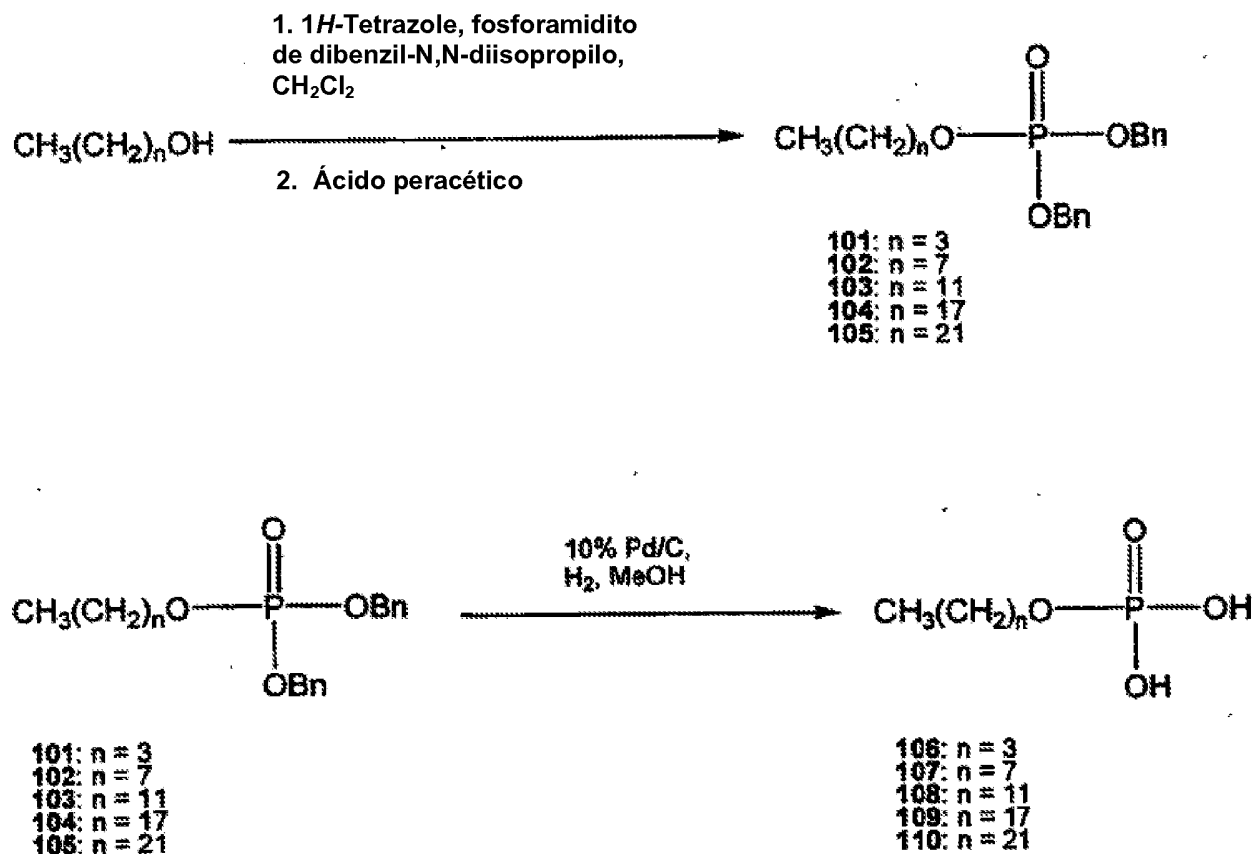 1. 1H-Tetrazole, fosforamidito
de dibenzil-N,N-diisopropilo,
CH₂Cl₂
CH₃(CH₂)ₙOH
2. Ácido peracético
O
CH₃(CH₂)ₙO
P
OBn
OBn
101: n = 3
102: n = 7
103: n = 11
104: n = 17
105: n = 21
O
CH₃(CH₂)ₙO
P
OBn
OBn
101: n = 3
102: n = 7
103: n = 11
104: n = 17
105: n = 21
10% Pd/C,
H₂, MeOH
O
CH₃(CH₂)ₙO
P
OH
OH
106: n = 3
107: n = 7
108: n = 11
109: n = 17
110: n = 21